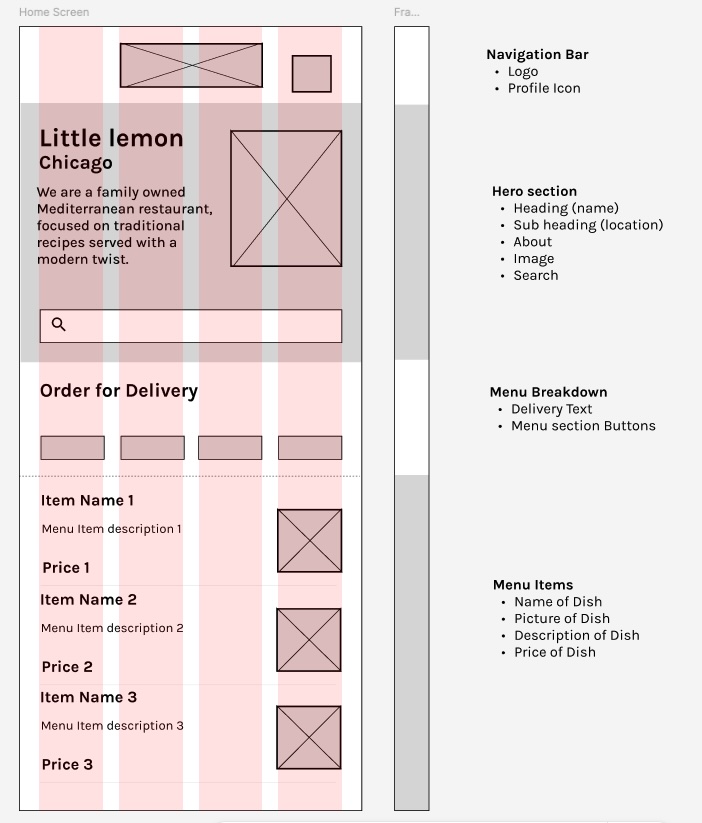 Home Screen
Fra...
Little lemon
Chicago
We are a family owned
Mediterranean restaurant,
focused on traditional
recipes served with a
modern twist.
Order for Delivery
Item Name 1
Menu Item description 1
Price 1
Item Name 2
Menu Item description 2
Price 2
Item Name 3
Menu Item description 3
Price 3
Navigation Bar
• Logo
• Profile Icon
Hero section
• Heading (name)
• Sub heading (location)
• About
• Image
• Search
Menu Breakdown
• Delivery Text
• Menu section Buttons
Menu Items
• Name of Dish
• Picture of Dish
• Description of Dish
• Price of Dish